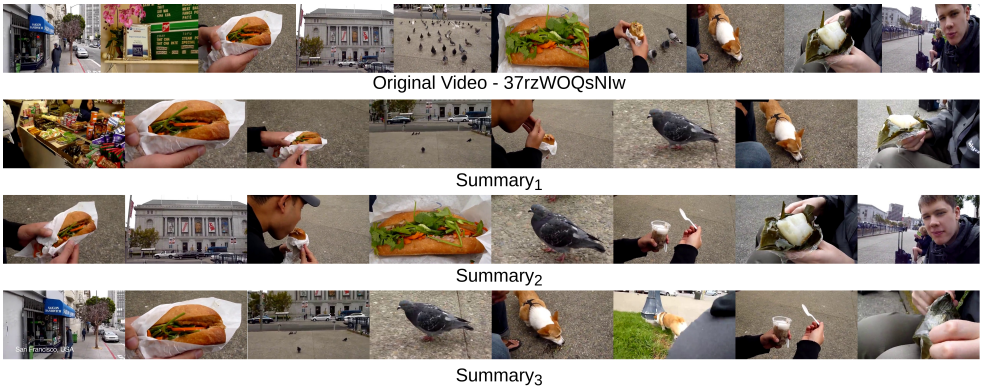 Original Video - 37rzWOQsNIw
Summary1
Summary2
San Francisco, USA
Summary3